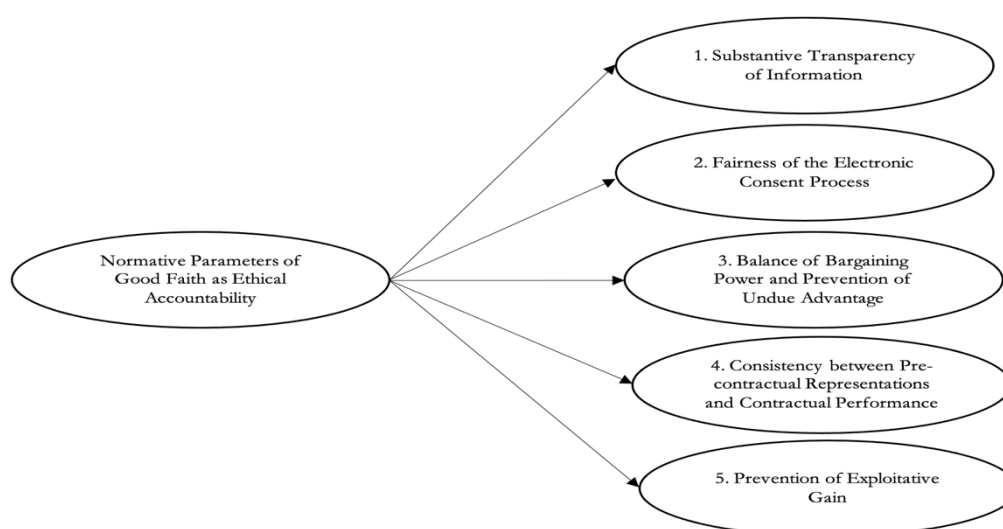 1. Substantive Transparency
of Information
2. Fairness of the Electronic
Consent Process
Normative Parameters of
Good Faith as Ethical
Accountability
3. Balance of Bargaining
Power and Prevention of
Undue Advantage
4. Consistency between Pre-
contractual Representations
and Contractual Performance
5. Prevention of Exploitative
Gain